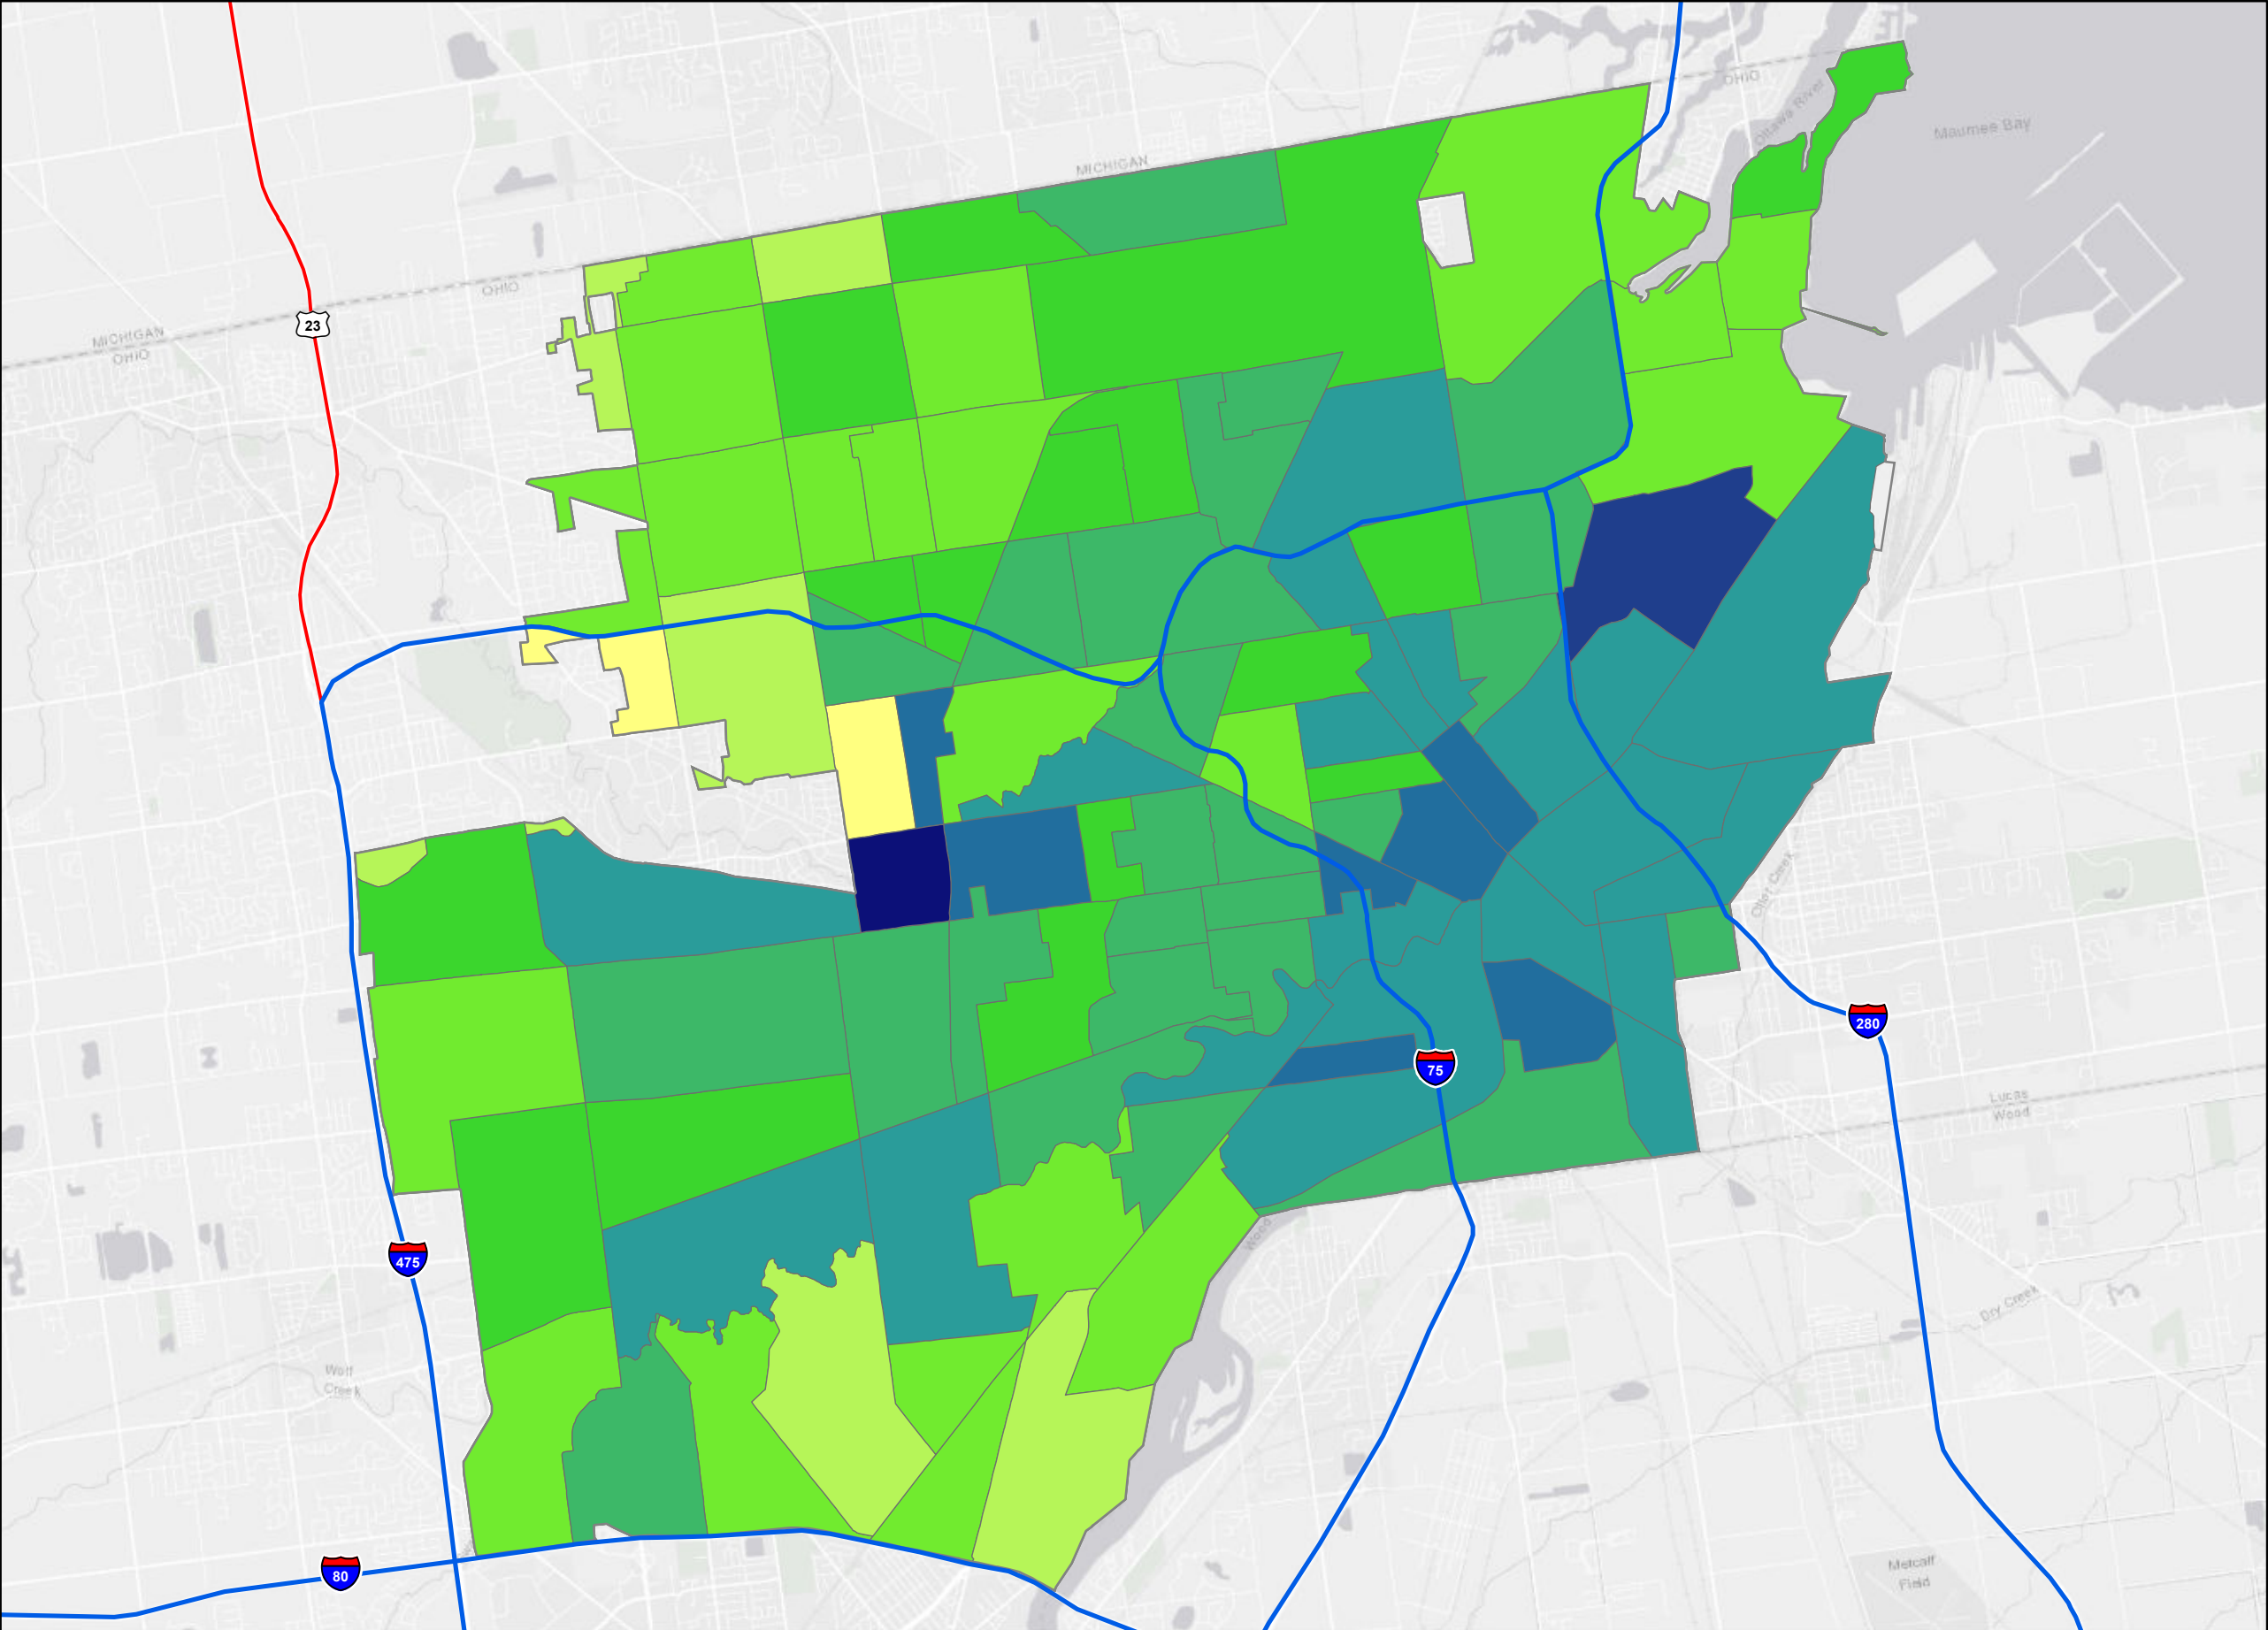 OHIO
Ottawa River
Maumee Bay
MICHIGAN
OHIO
23
MICHIGAN
OHIO
Otter Creek
280
75
Lucas
Wood
Wood
475
Dry Creek
Wolf
Creek
80
Metcalf
Field